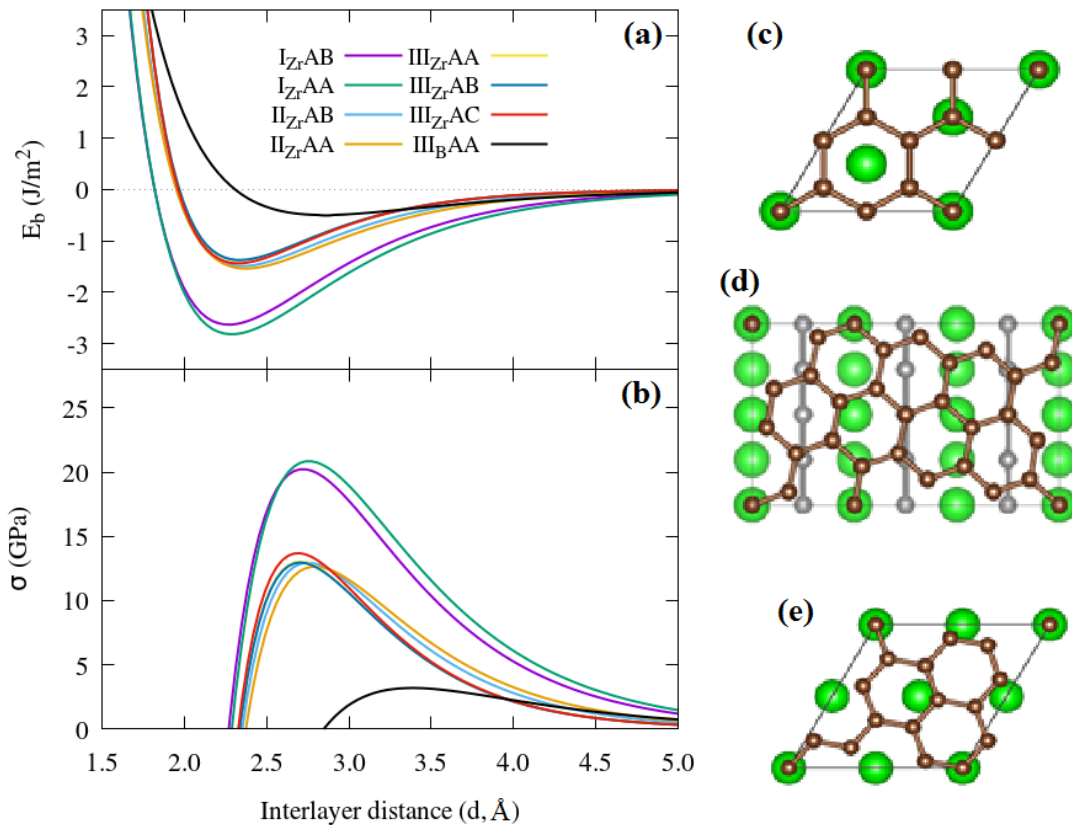 (a)
3
2
1
0
-1
-2
-3
E_b (J/m²)
I_ZrAB III_ZrAA
I_ZrAA III_ZrAB
II_ZrAB III_ZrAC
II_ZrAA III_BAA
(b)
25
20
15
10
5
0
σ (GPa)
1.5 2.0 2.5 3.0 3.5 4.0 4.5 5.0
Interlayer distance (d, Å)
(c)
(d)
(e)